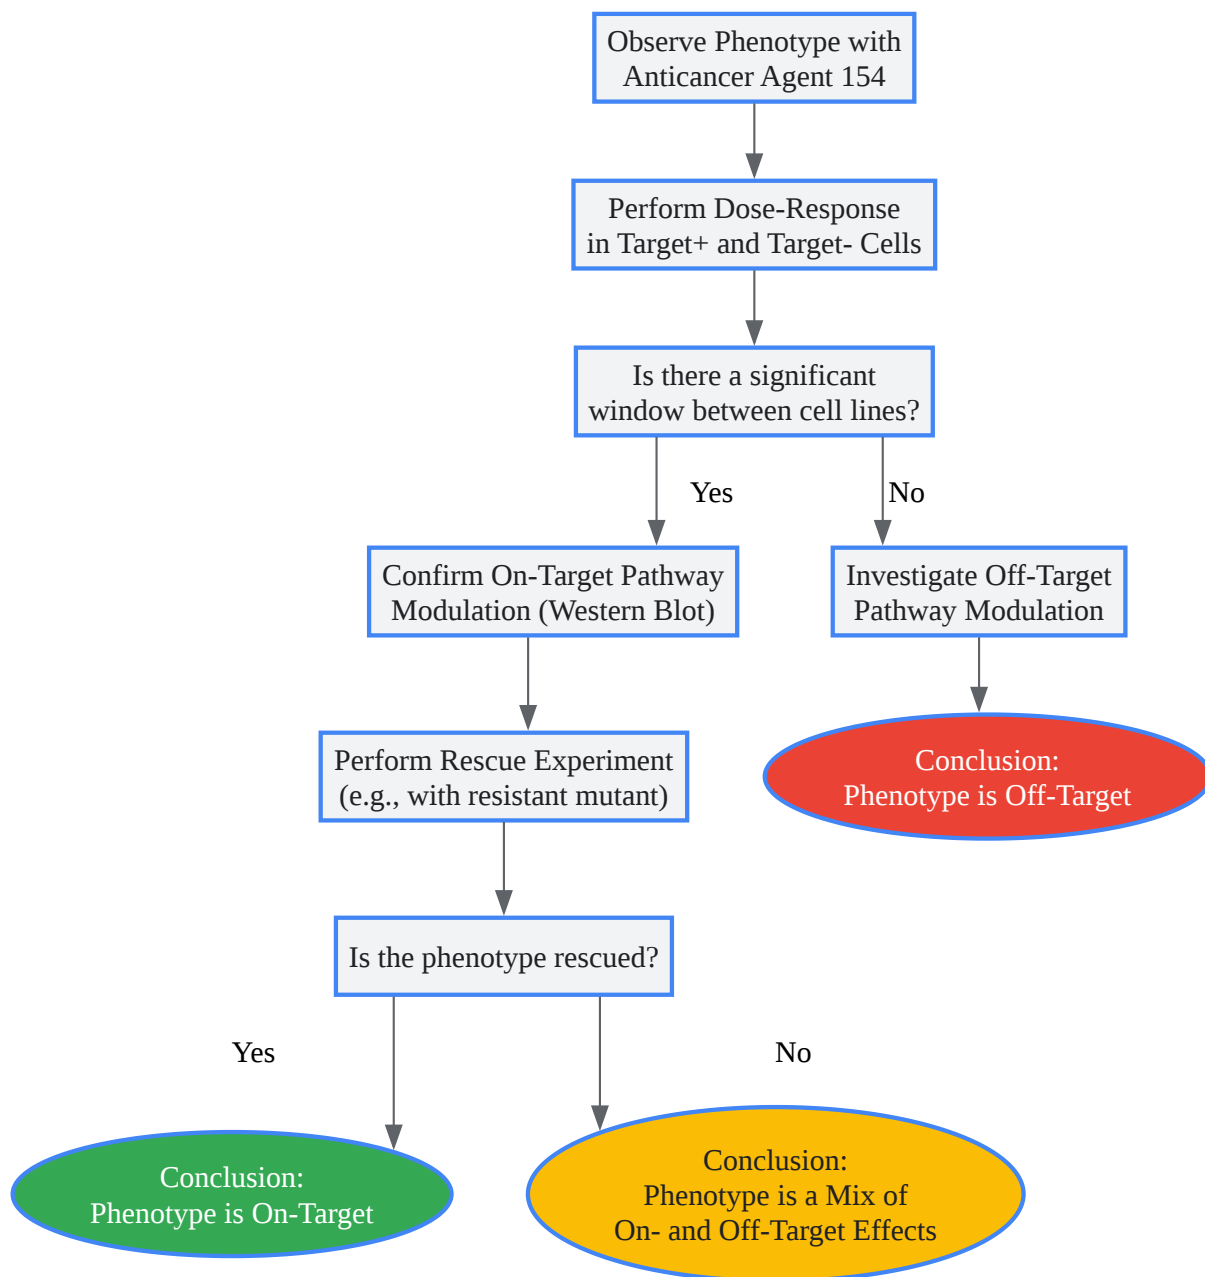 Observe Phenotype with
Anticancer Agent 154
Perform Dose-Response
in Target+ and Target- Cells
Is there a significant
window between cell lines?
Yes
No
Confirm On-Target Pathway
Modulation (Western Blot)
Investigate Off-Target
Pathway Modulation
Perform Rescue Experiment
(e.g., with resistant mutant)
Conclusion:
Phenotype is Off-Target
Is the phenotype rescued?
Yes
No
Conclusion:
Phenotype is On-Target
Conclusion:
Phenotype is a Mix of
On- and Off-Target Effects